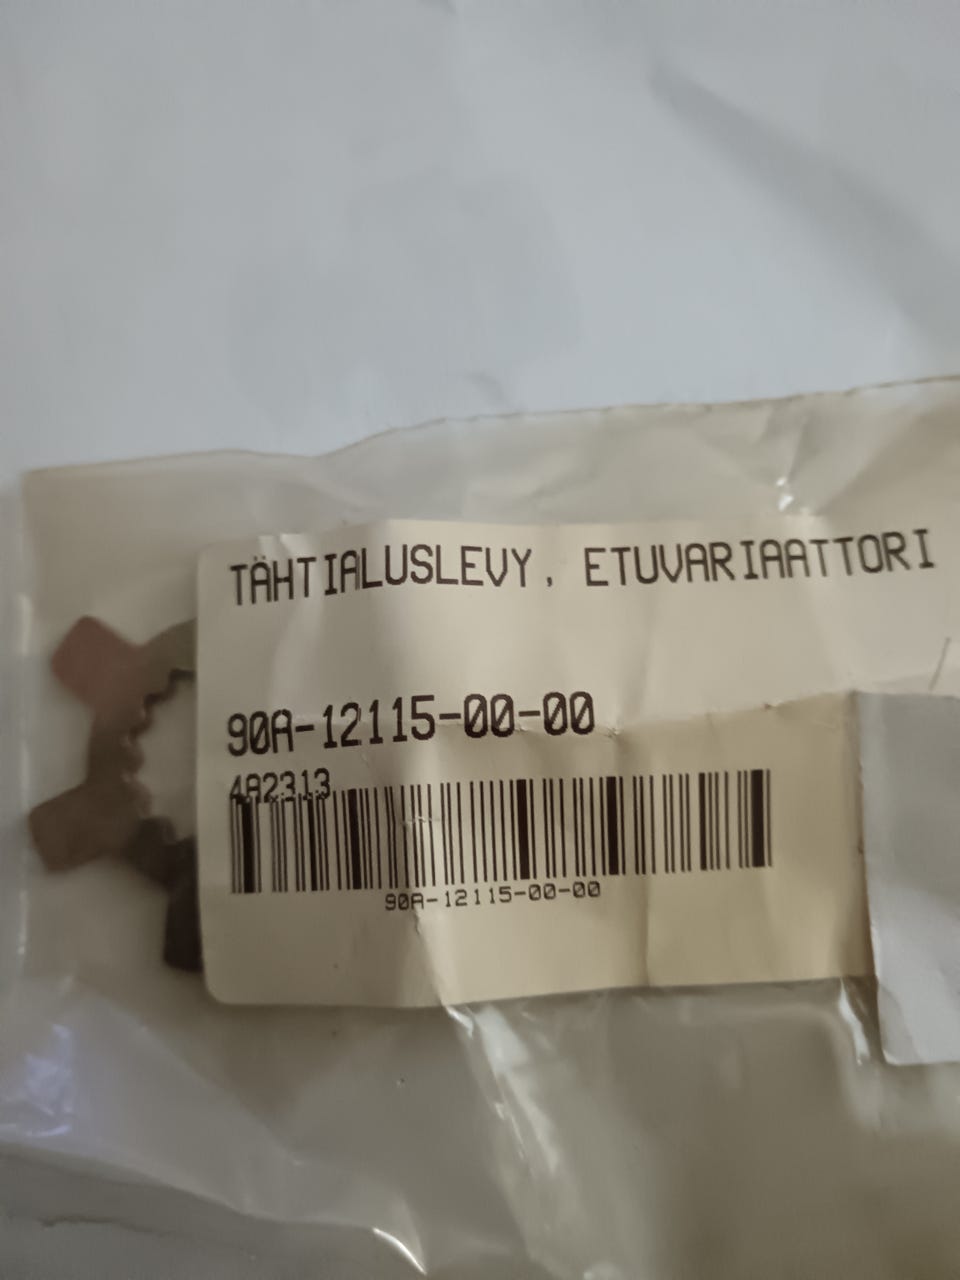 TÄHTIALUSLEVY, ETUVARIAATTORI
90A-12115-00-00
4A2313
90A-12115-00-00